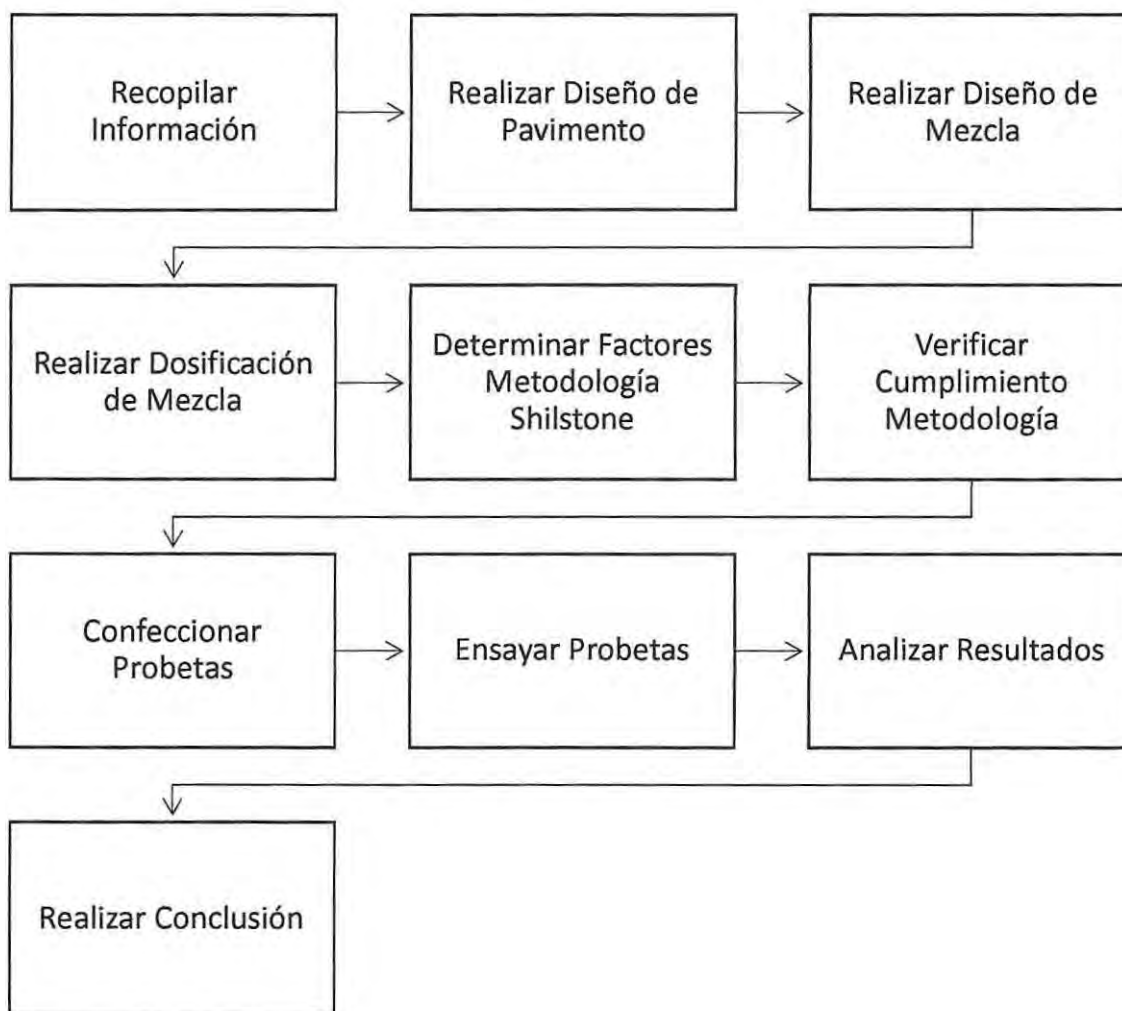 Recopilar
Información
Realizar Diseño de
Pavimento
Realizar Diseño de
Mezcla
Realizar Dosificación
de Mezcla
Determinar Factores
Metodología
Shilstone
Verificar
Cumplimiento
Metodología
Confeccionar
Probetas
Ensayar Probetas
Analizar Resultados
Realizar Conclusión